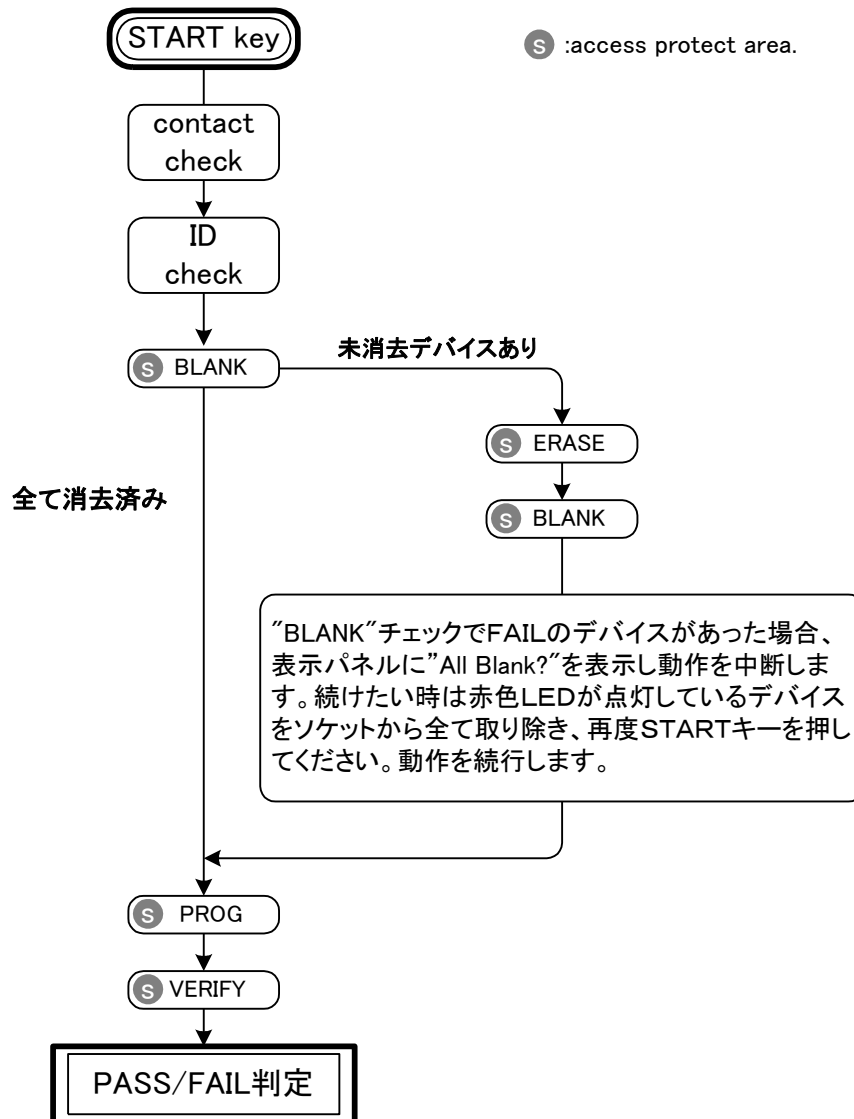 START key
s :access protect area.
contact
check
ID
check
s BLANK
未消去デバイスあり
s ERASE
全て消去済み
s BLANK
"BLANK"チェックでFAILのデバイスがあった場合、
表示パネルに"All Blank?"を表示し動作を中断しま
す。続けたい時は赤色LEDが点灯しているデバイス
をソケットから全て取り除き、再度STARTキーを押し
てください。動作を続行します。
s PROG
s VERIFY
PASS/FAIL判定